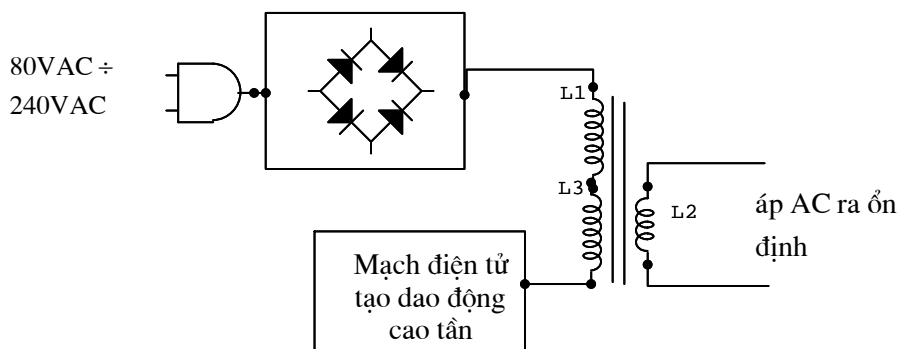 80VAC ÷
240VAC
L1
L3
L2
áp AC ra ổn
định
Mạch điện tử
tạo dao động
cao tần